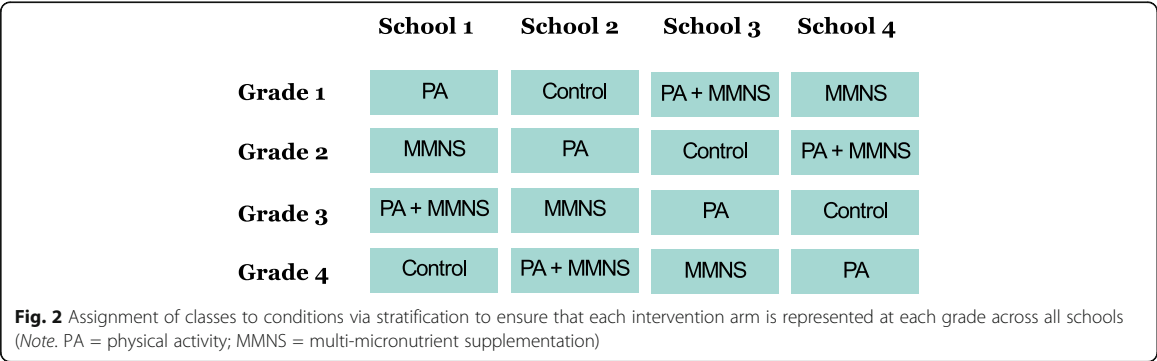 School 1 School 2 School 3 School 4
Grade 1 PA Control PA + MMNS MMNS
Grade 2 MMNS PA Control PA + MMNS
Grade 3 PA + MMNS MMNS PA Control
Grade 4 Control PA + MMNS MMNS PA
Fig. 2 Assignment of classes to conditions via stratification to ensure that each intervention arm is represented at each grade across all schools
(Note. PA = physical activity; MMNS = multi-micronutrient supplementation)